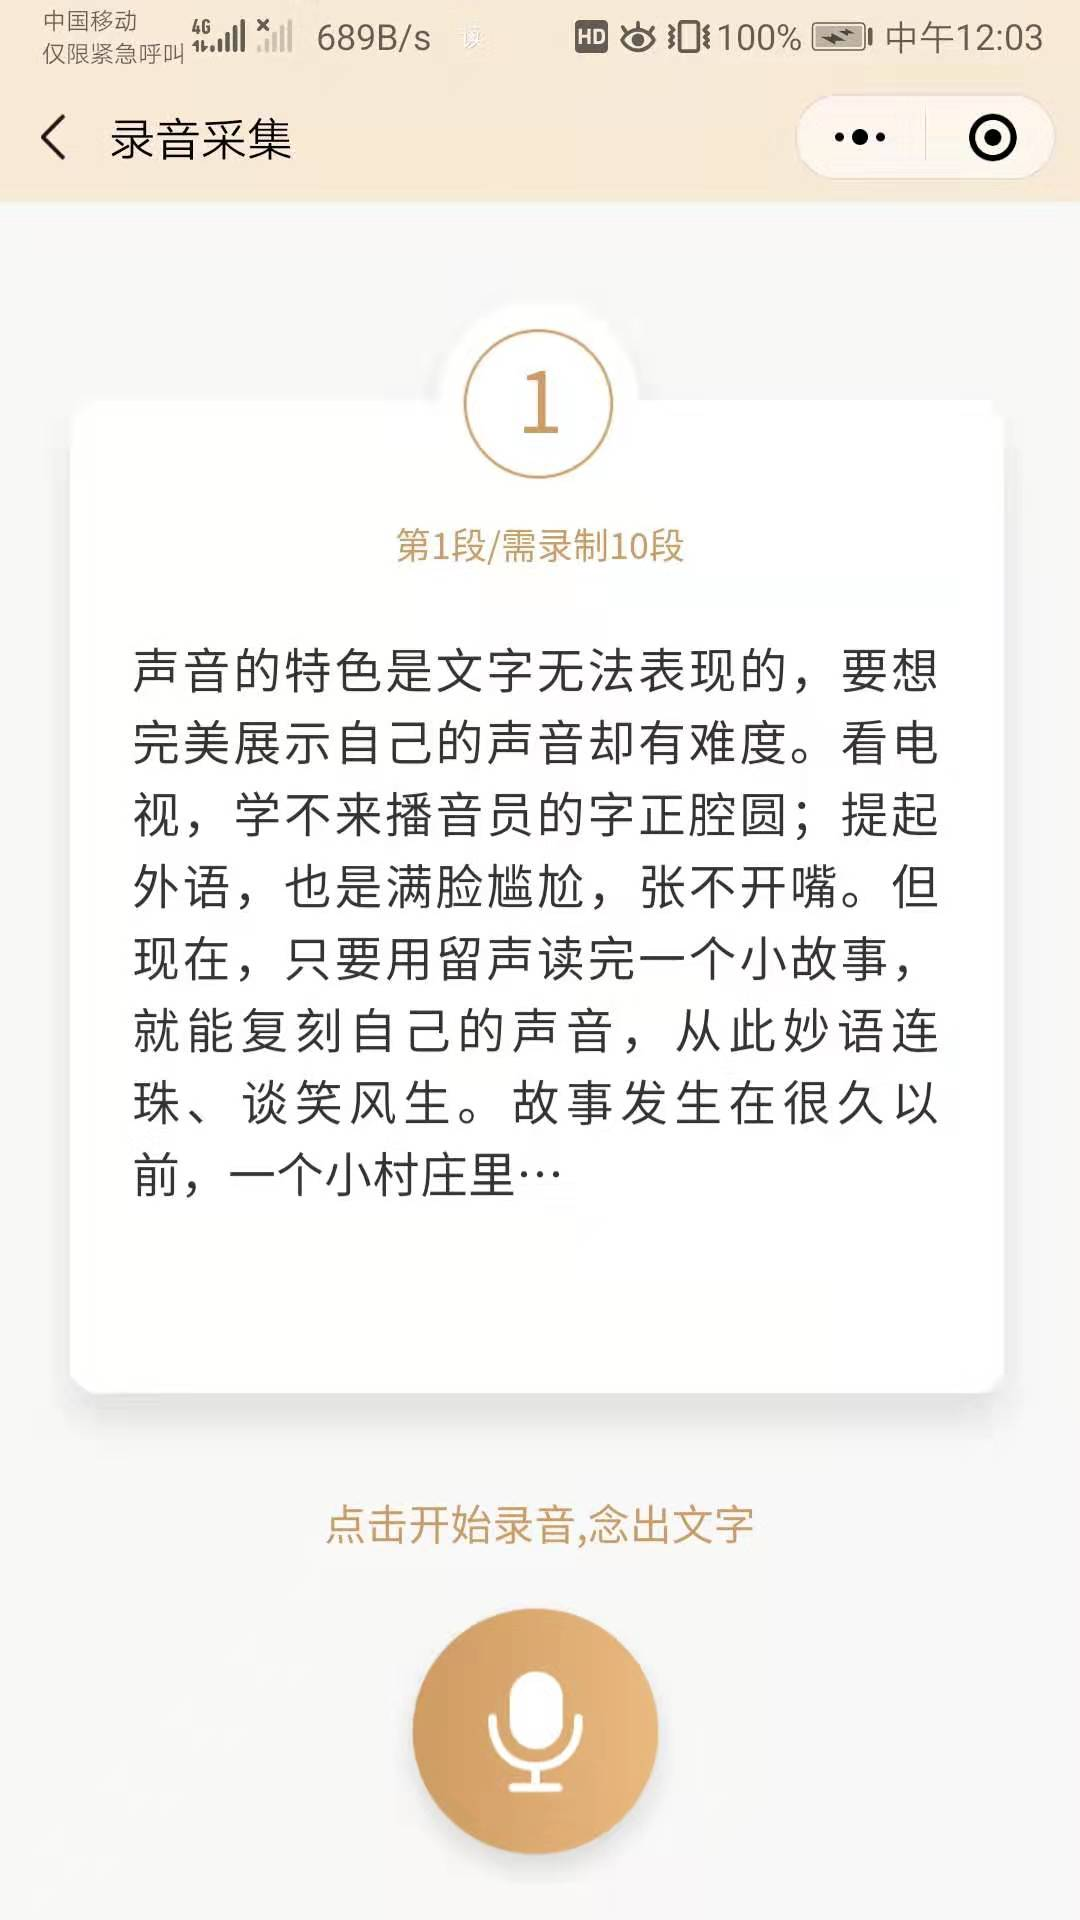 中国移动
仅限紧急呼叫
4G
689B/s
HD
100%
中午12:03
录音采集
1
第1段/需录制10段
声音的特色是文字无法表现的，要想
完美展示自己的声音却有难度。看电
视，学不来播音员的字正腔圆；提起
外语，也是满脸尴尬，张不开嘴。但
现在，只要用留声读完一个小故事，
就能复刻自己的声音，从此妙语连
珠、谈笑风生。故事发生在很久以
前，一个小村庄里…
点击开始录音,念出文字